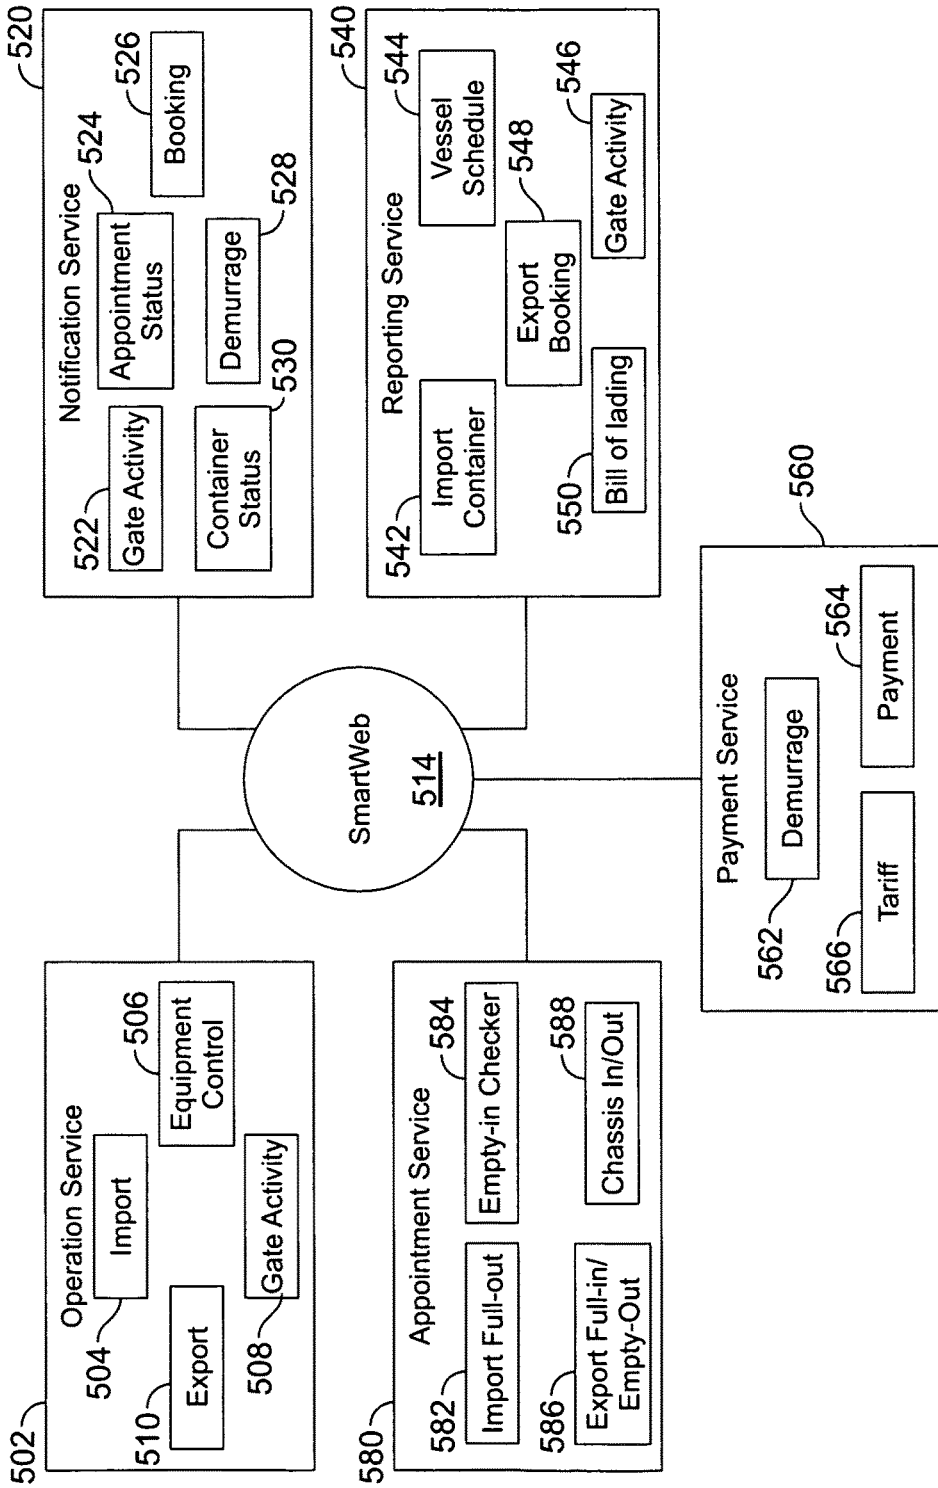 502
Operation Service
504
Import
506
Equipment
Control
510
Export
508
Gate Activity
520
Notification Service
522
Gate Activity
524
Appointment
Status
526
Booking
Container
Status
530
Demurrage
528
SmartWeb
514
580
Appointment Service
582
Import Full-out
584
Empty-in Checker
586
Export Full-in/
Empty-Out
588
Chassis In/Out
540
Reporting Service
542
Import
Container
544
Vessel
Schedule
Export
Booking
548
550
Bill of lading
546
Gate Activity
560
Payment Service
562
Demurrage
566
Tariff
564
Payment